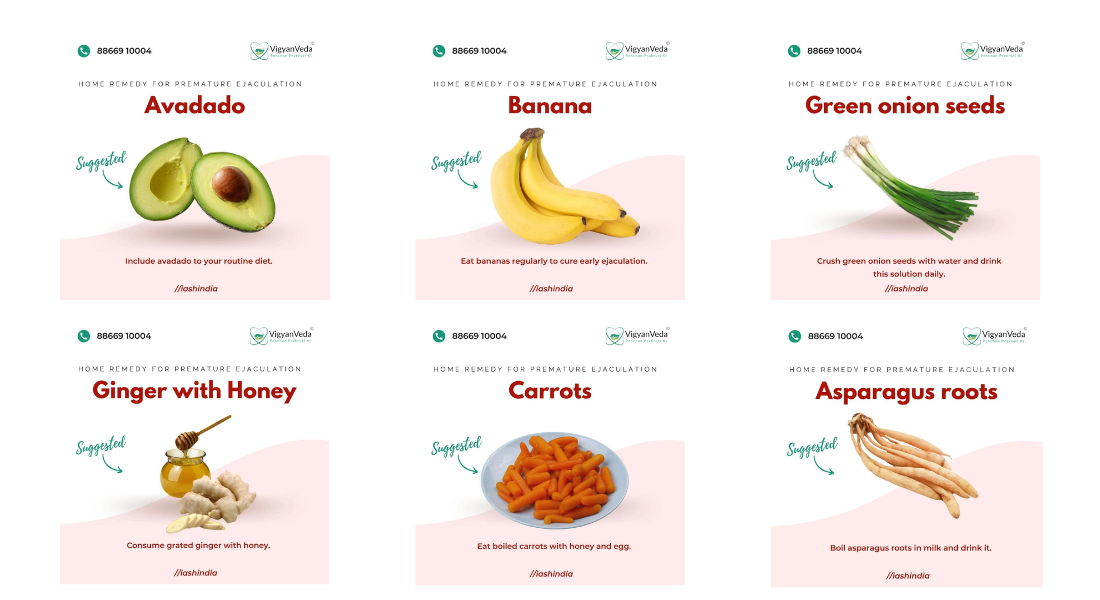 88669 10004
VigyanVeda
HOME REMEDY FOR PREMATURE EJACULATION
Avadado
Suggested
Include avadado to your routine diet.
//iashindia
88669 10004
VigyanVeda
HOME REMEDY FOR PREMATURE EJACULATION
Banana
Suggested
Eat bananas regularly to cure early ejaculation.
//iashindia
88669 10004
VigyanVeda
HOME REMEDY FOR PREMATURE EJACULATION
Green onion seeds
Suggested
Crush green onion seeds with water and drink
this solution daily.
//iashindia
88669 10004
VigyanVeda
HOME REMEDY FOR PREMATURE EJACULATION
Ginger with Honey
Suggested
Consume grated ginger with honey.
//iashindia
88669 10004
VigyanVeda
HOME REMEDY FOR PREMATURE EJACULATION
Carrots
Suggested
Eat boiled carrots with honey and egg.
//iashindia
88669 10004
VigyanVeda
HOME REMEDY FOR PREMATURE EJACULATION
Asparagus roots
Suggested
Boil asparagus roots in milk and drink it.
//iashindia